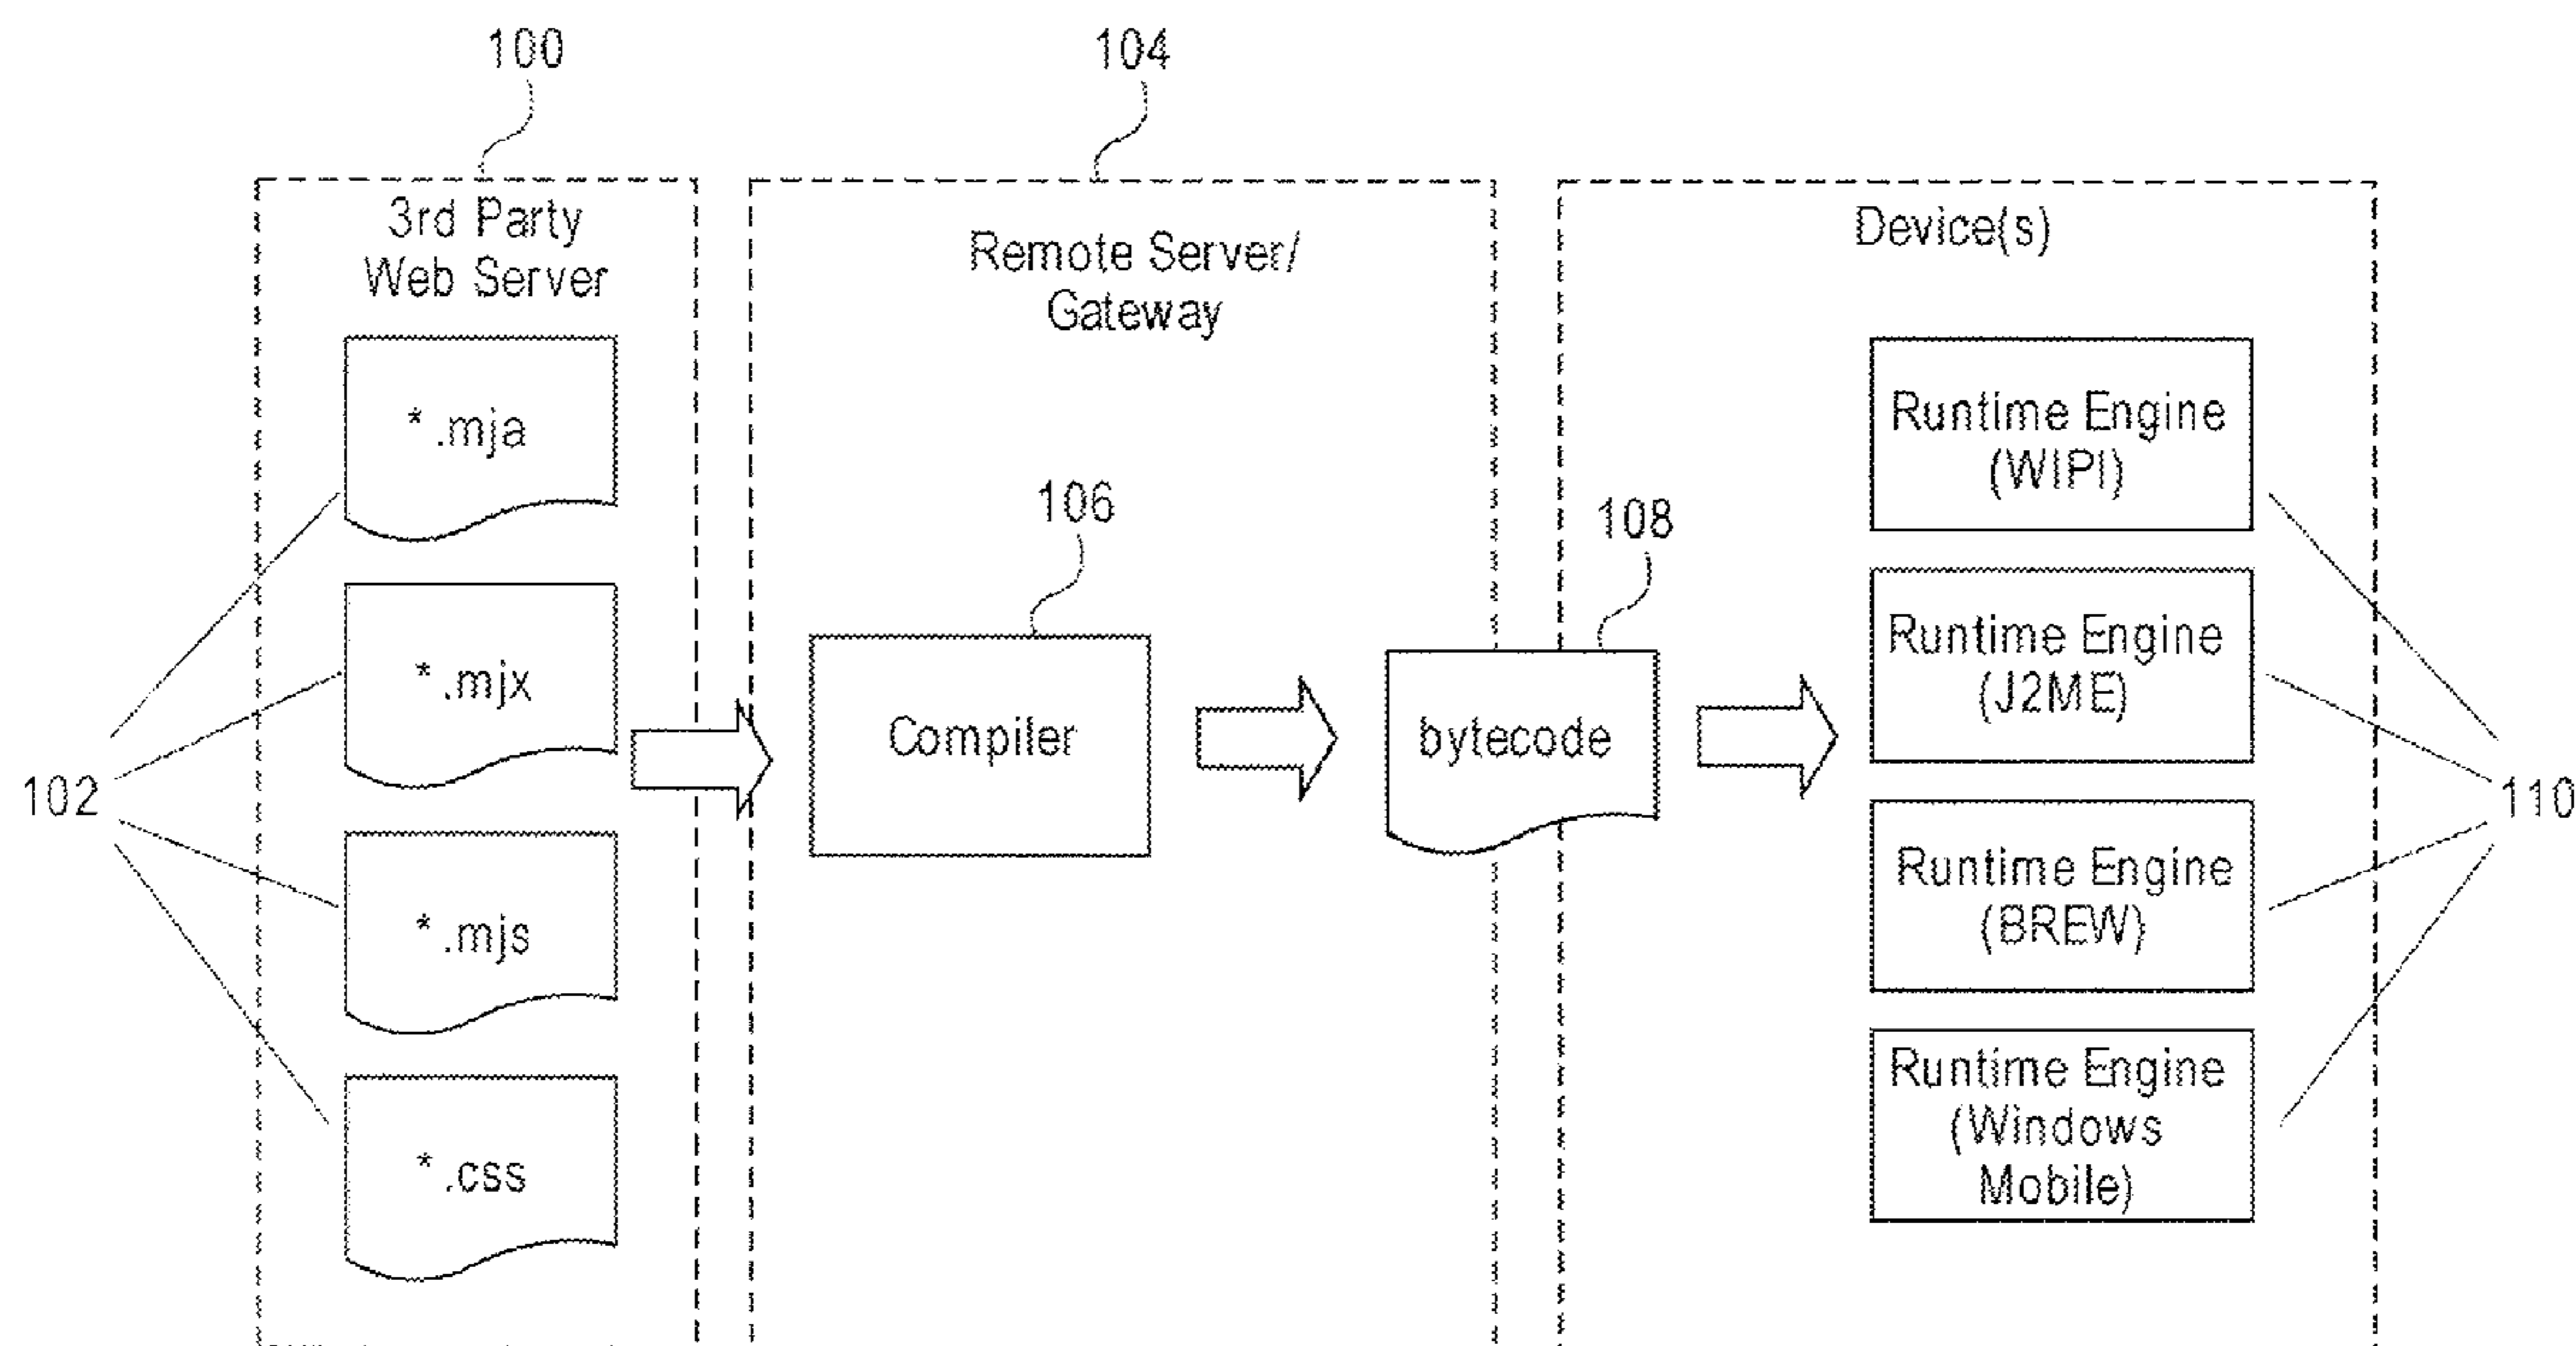 100
104
3rd Party
Web Server
Remote Server/
Gateway
Device(s)
* .mja
Runtime Engine
(WIPI)
106
108
* .mjx
Runtime Engine
(J2ME)
Compiler
bytecode
102
110
* .mjs
Runtime Engine
(BREW)
* .css
Runtime Engine
(Windows
Mobile)